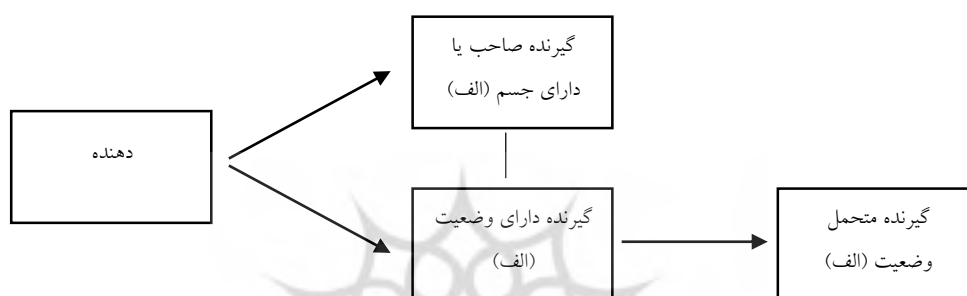 گیرنده صاحب یا
دارای جسم (الف)
دهنده
گیرنده دارای وضعیت
(الف)
گیرنده متحمل
وضعیت (الف)